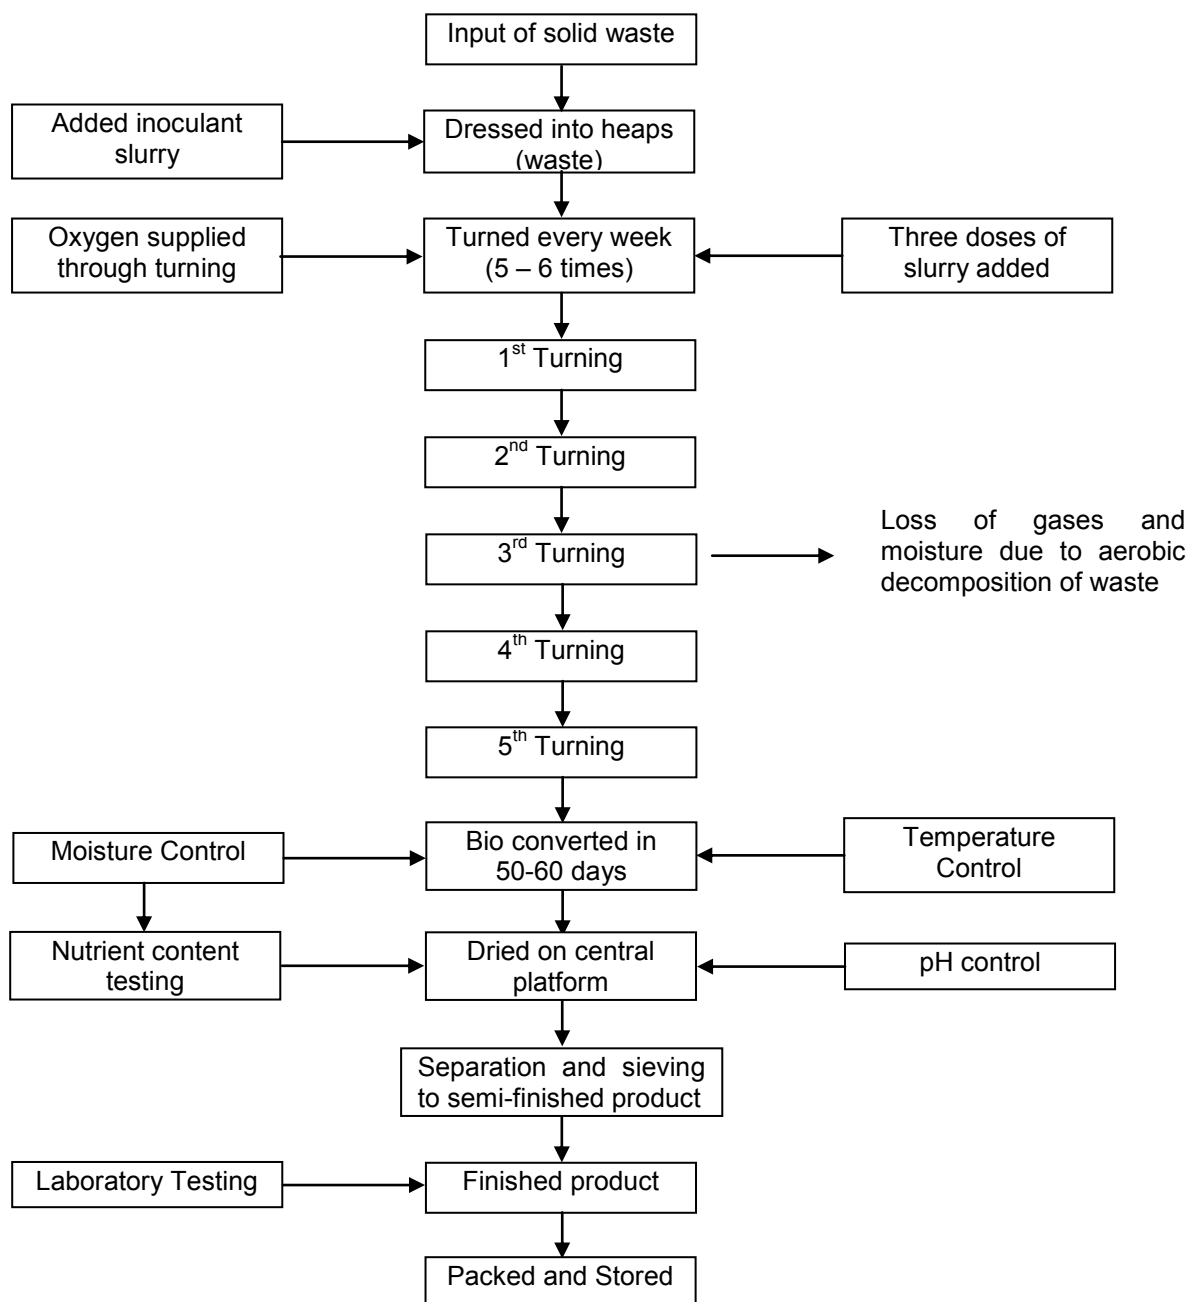 Input of solid waste
Added inoculant
slurry
Dressed into heaps
(waste)
Oxygen supplied
through turning
Turned every week
(5 – 6 times)
Three doses of
slurry added
1st Turning
2nd Turning
3rd Turning
Loss of gases and
moisture due to aerobic
decomposition of waste
4th Turning
5th Turning
Moisture Control
Bio converted in
50-60 days
Temperature
Control
Nutrient content
testing
Dried on central
platform
pH control
Separation and sieving
to semi-finished product
Laboratory Testing
Finished product
Packed and Stored